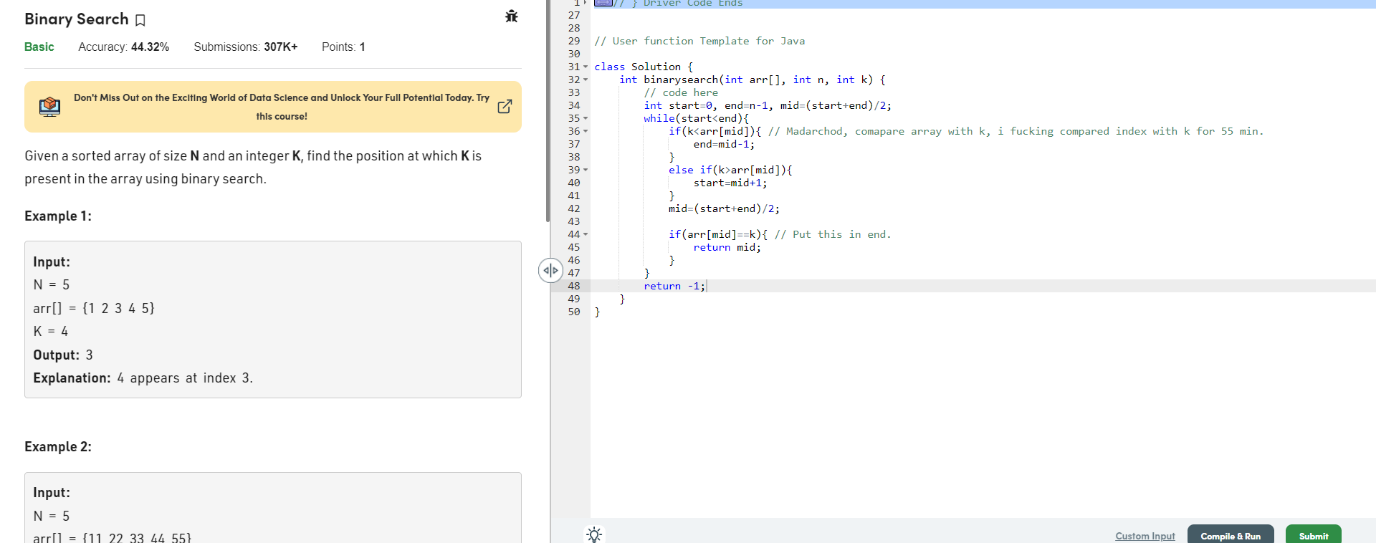 Binary Search
Basic Accuracy: 44.32% Submissions: 307K+ Points: 1
Don't Miss Out on the Exciting World of Data Science and Unlock Your Full Potential Today. Try
this course!
Given a sorted array of size N and an integer K, find the position at which K is
present in the array using binary search.
Example 1:
Input:
N = 5
arr[] = {1 2 3 4 5}
K = 4
Output: 3
Explanation: 4 appears at index 3.
Example 2:
Input:
N = 5
arr[] = {11 22 33 44 55}
1 // } Driver Code Ends
27
28
29 // User function Template for Java
30
31 class Solution {
32 int binarysearch(int arr[], int n, int k) {
33 // code here
34 int start=0, end=n-1, mid=(start+end)/2;
35 while(start<end){
36 if(k<arr[mid]){ // Madarchod, comapare array with k, i fucking compared index with k for 55 min.
37 end=mid-1;
38 }
39 else if(k>arr[mid]){
40 start=mid+1;
41 }
42 mid=(start+end)/2;
43
44 if(arr[mid]==k){ // Put this in end.
45 return mid;
46 }
47 }
48 return -1;
49 }
50 }
Custom Input Compile & Run Submit